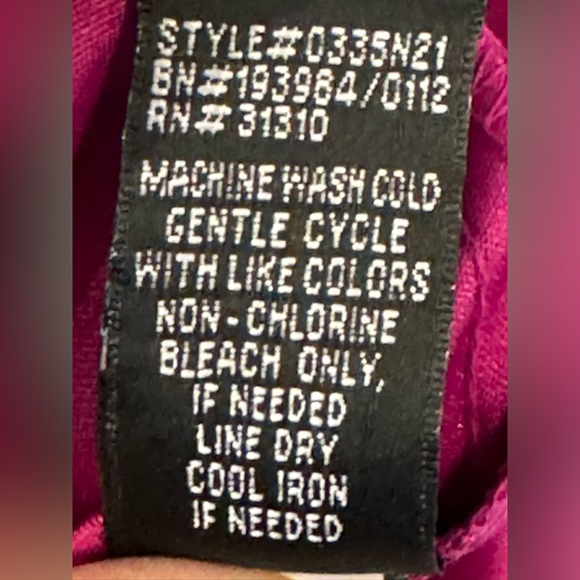 STYLE#0335N21
BN#193984/0112
RN#31310
MACHINE WASH COLD
GENTLE CYCLE
WITH LIKE COLORS
NON-CHLORINE
BLEACH ONLY,
IF NEEDED
LINE DRY
COOL IRON
IF NEEDED